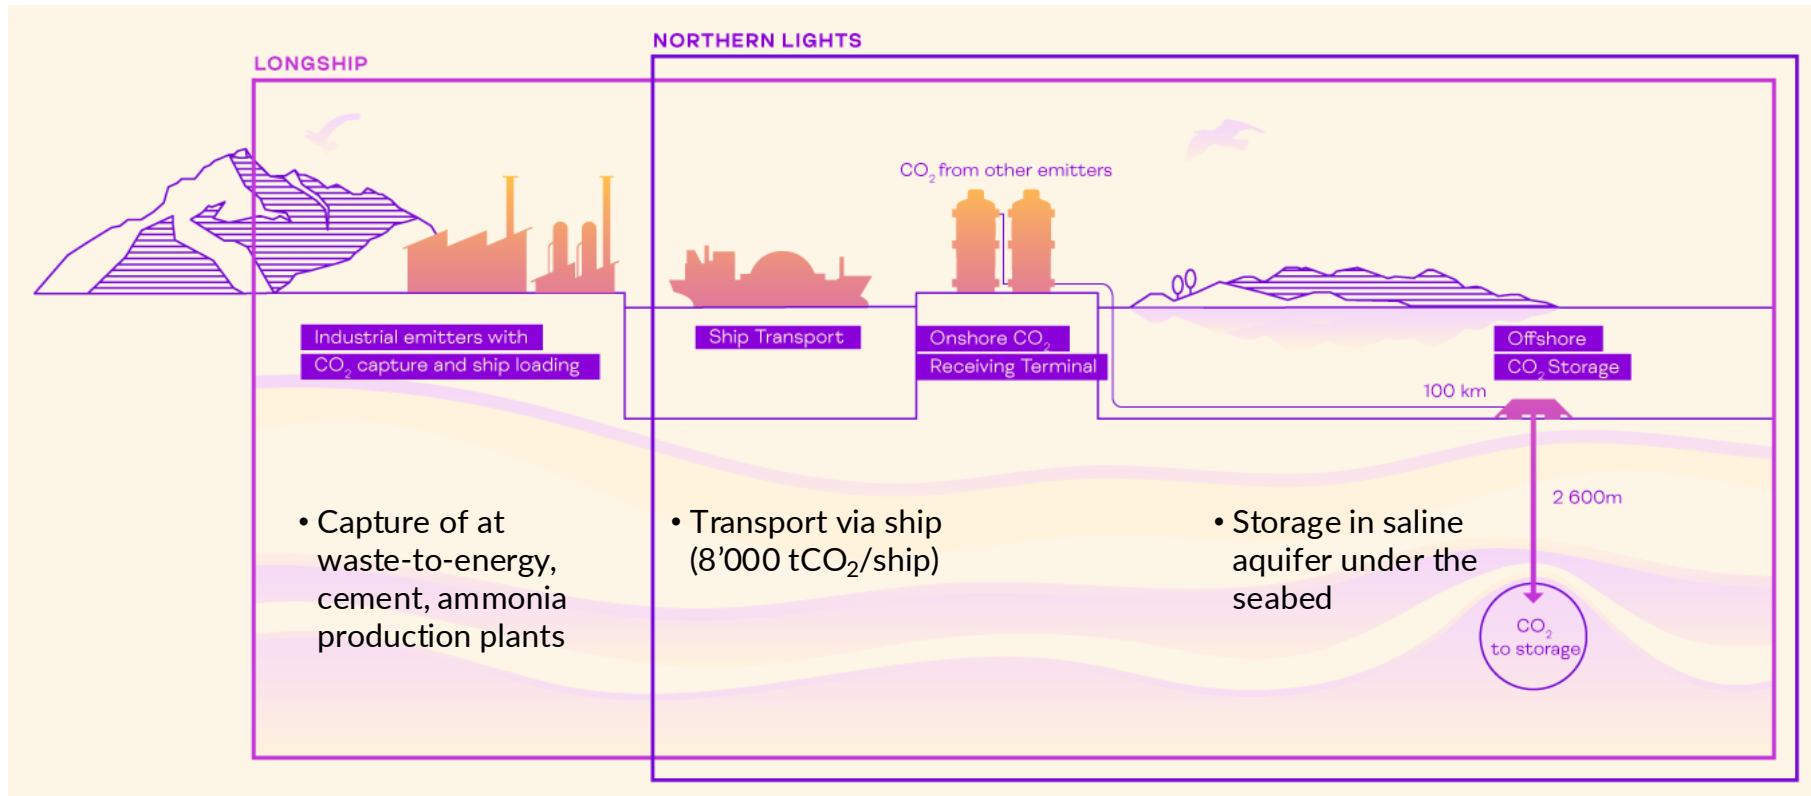 NORTHERN LIGHTS
LONGSHIP
CO₂ from other emitters
Industrial emitters with
CO₂ capture and ship loading
Ship Transport
Onshore CO₂
Receiving Terminal
Offshore
CO₂ Storage
100 km
2 600m
• Capture of at
waste-to-energy,
cement, ammonia
production plants
• Transport via ship
(8’000 tCO₂/ship)
• Storage in saline
aquifer under the
seabed
CO₂
to storage